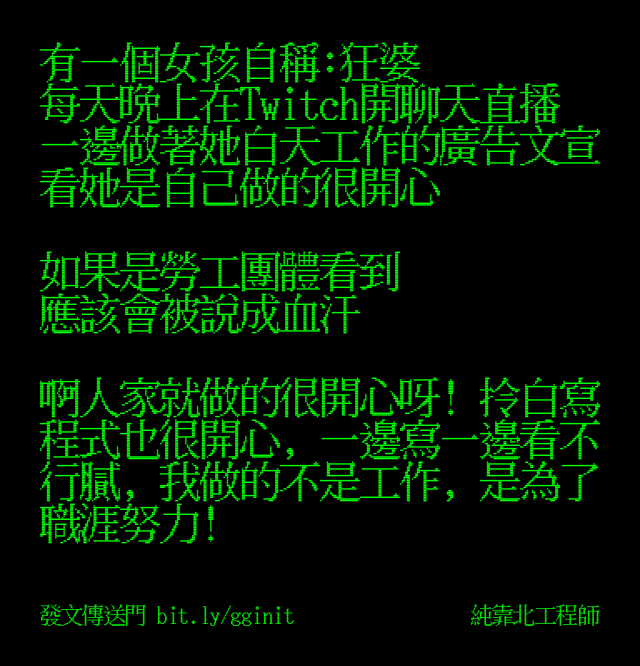 有一個女孩自稱:狂婆
每天晚上在Twitch開聊天直播
一邊做著她白天工作的廣告文宣
看她是自己做的很開心
如果是勞工團體看到
應該會被說成血汗
啊人家就做的很開心呀! 拎白寫
程式也很開心, 一邊寫一邊看不
行膩, 我做的不是工作, 是為了
職涯努力!
發文傳送門 bit.ly/gginit
純靠北工程師